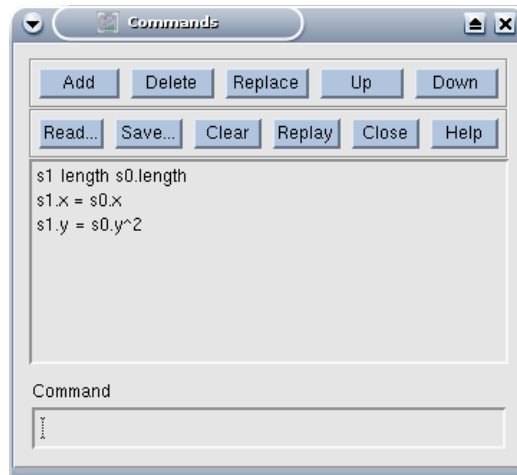 Commands
Add Delete Replace Up Down
Read... Save... Clear Replay Close Help
s1 length s0.length
s1.x = s0.x
s1.y = s0.y^2
Command